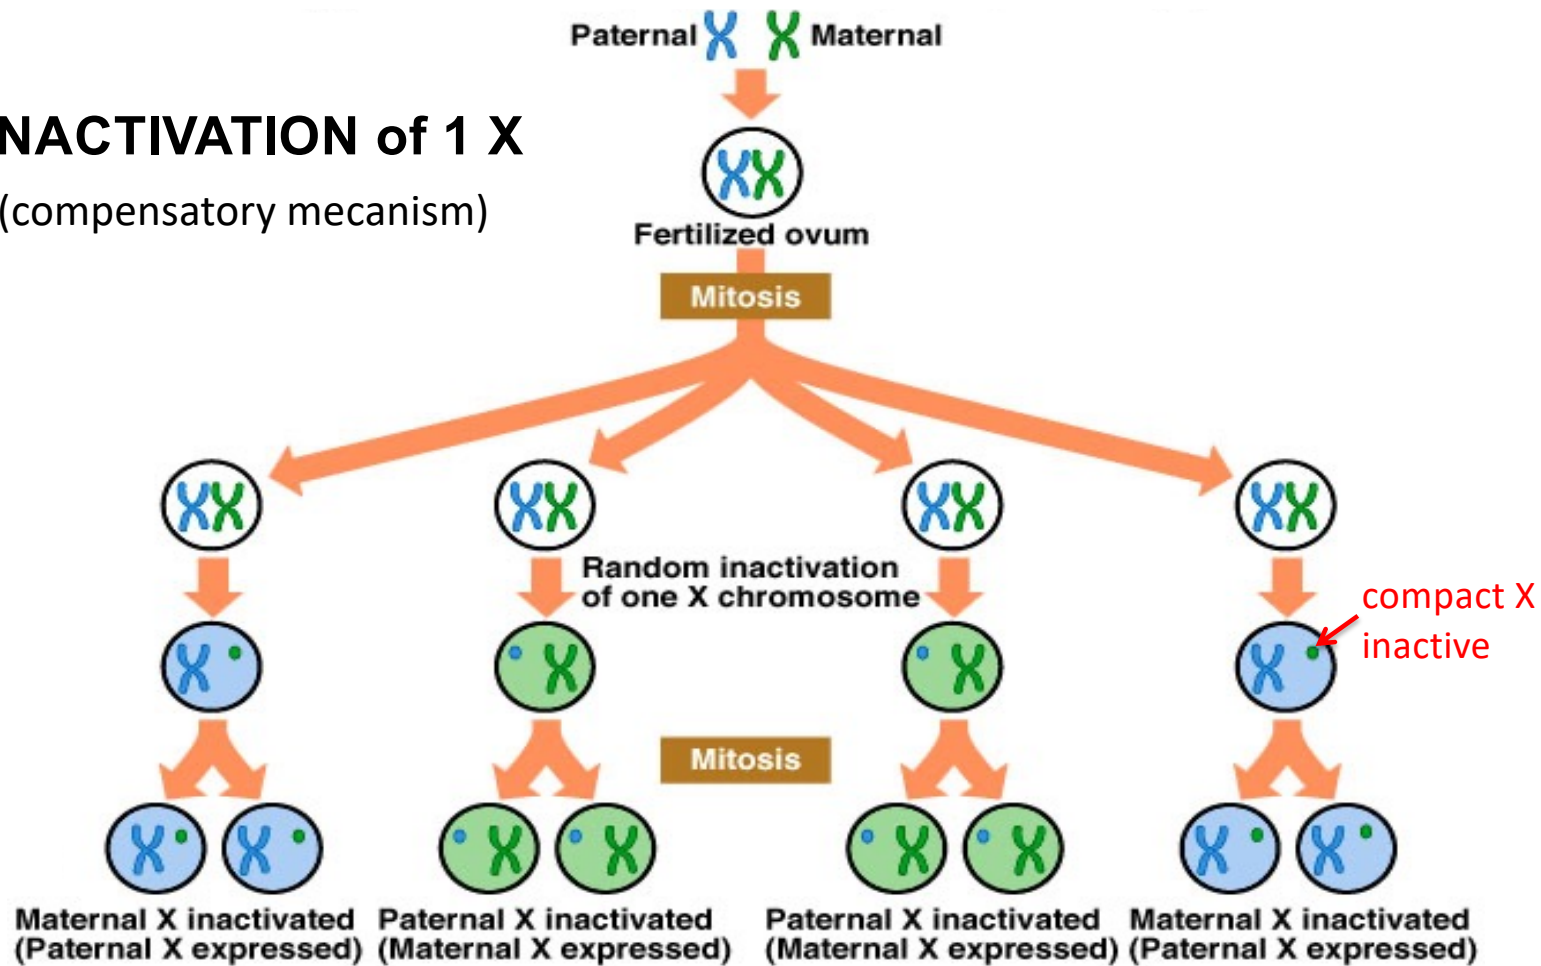 Paternal Maternal
NACTIVATION of 1 X
(compensatory mecanism)
Fertilized ovum
Mitosis
Random inactivation
of one X chromosome
compact X
inactive
Mitosis
Maternal X inactivated
(Paternal X expressed)
Paternal X inactivated
(Maternal X expressed)
Paternal X inactivated
(Maternal X expressed)
Maternal X inactivated
(Paternal X expressed)